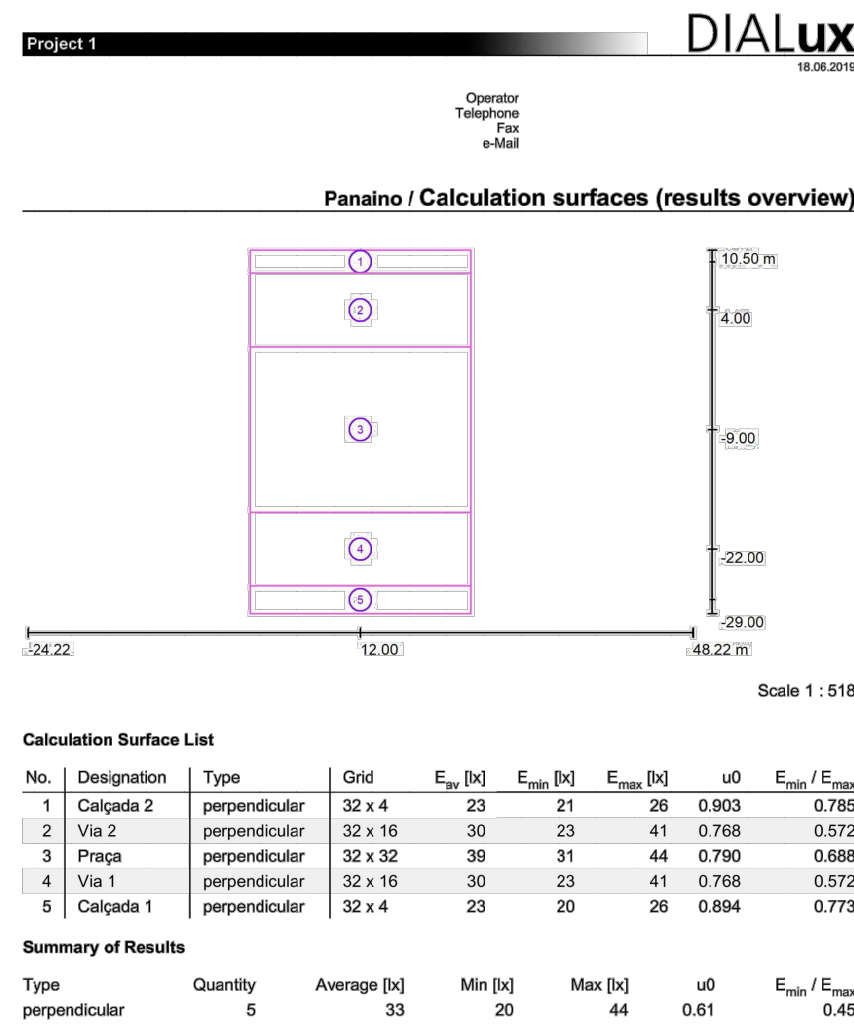 Project 1
DIALux
18.06.2019
Operator
Telephone
Fax
e-Mail
Panaino / Calculation surfaces (results overview)
1
10.50 m
2
4.00
3
-9.00
4
-22.00
5
-29.00
-24.22 12.00 48.22 m
Scale 1 : 518
Calculation Surface List
No. Designation Type Grid Eav [lx] Emin [lx] Emax [lx] u0 Emin / Emax
1 Calçada 2 perpendicular 32 x 4 23 21 26 0.903 0.785
2 Via 2 perpendicular 32 x 16 30 23 41 0.768 0.572
3 Praça perpendicular 32 x 32 39 31 44 0.790 0.688
4 Via 1 perpendicular 32 x 16 30 23 41 0.768 0.572
5 Calçada 1 perpendicular 32 x 4 23 20 26 0.894 0.773
Summary of Results
Type Quantity Average [lx] Min [lx] Max [lx] u0 Emin / Emax
perpendicular 5 33 20 44 0.61 0.45